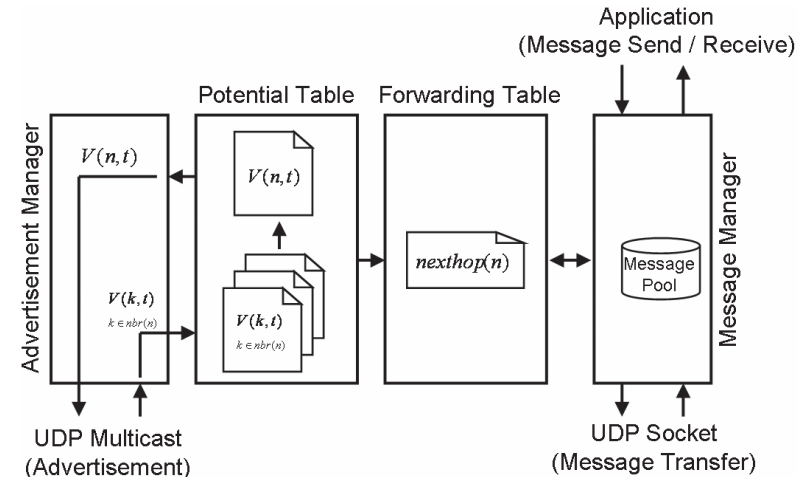 Application
(Message Send / Receive)
Potential Table
Forwarding Table
Advertisement Manager
V(n,t)
V(k,t)
k ∈ nbr(n)
V(n,t)
V(k,t)
k ∈ nbr(n)
nexthop(n)
Message
Pool
Message Manager
UDP Multicast
(Advertisement)
UDP Socket
(Message Transfer)